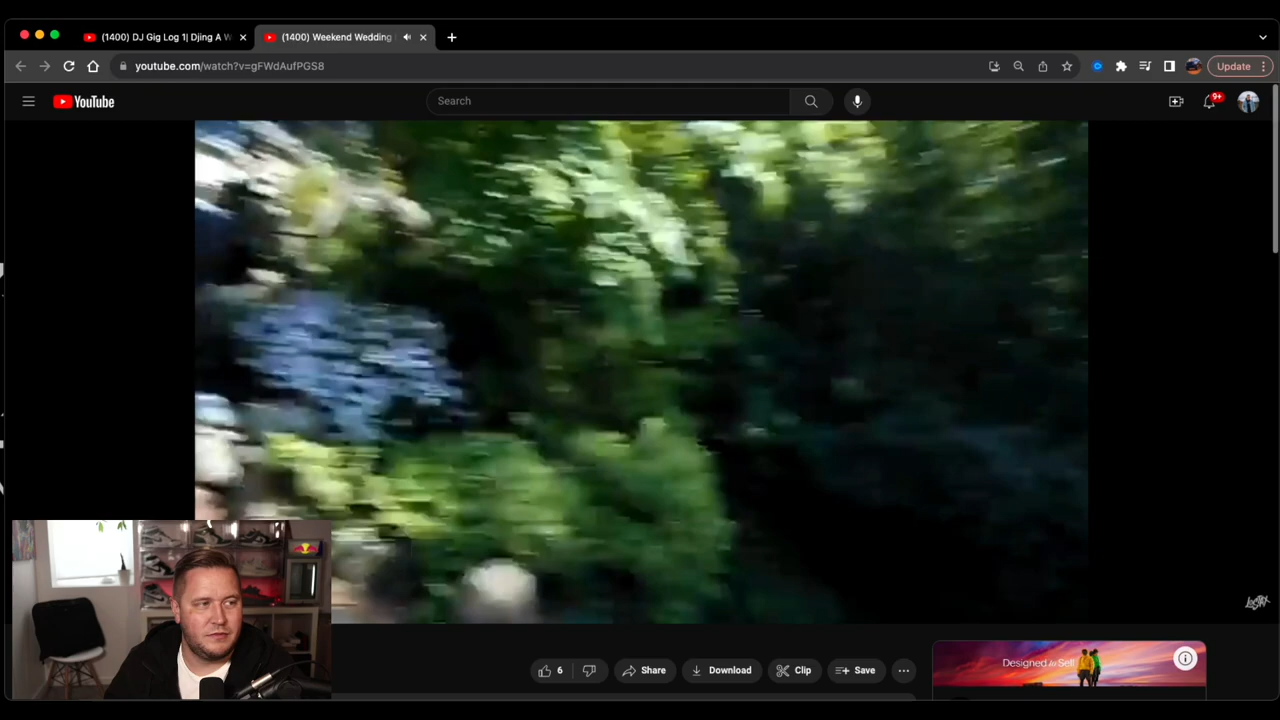 (1400) DJ Gig Log 1| Djing A W
(1400) Weekend Wedding
youtube.com/watch?v=gFWdAufPGS8
Update
YouTube
Search
9+
6
Share
Download
Clip
Save
Designed to Sell